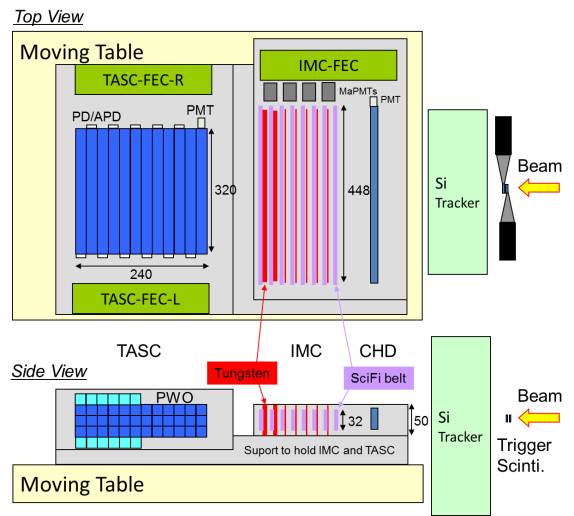 Top View
Moving Table
TASC-FEC-R
IMC-FEC
MaPMTs
PMT
PD/APD
PMT
320
448
Si
Tracker
Beam
240
TASC-FEC-L
TASC
IMC
CHD
Side View
Tungsten
SciFi belt
PWO
32
50
Si
Tracker
Beam
Trigger
Scinti.
Suport to hold IMC and TASC
Moving Table